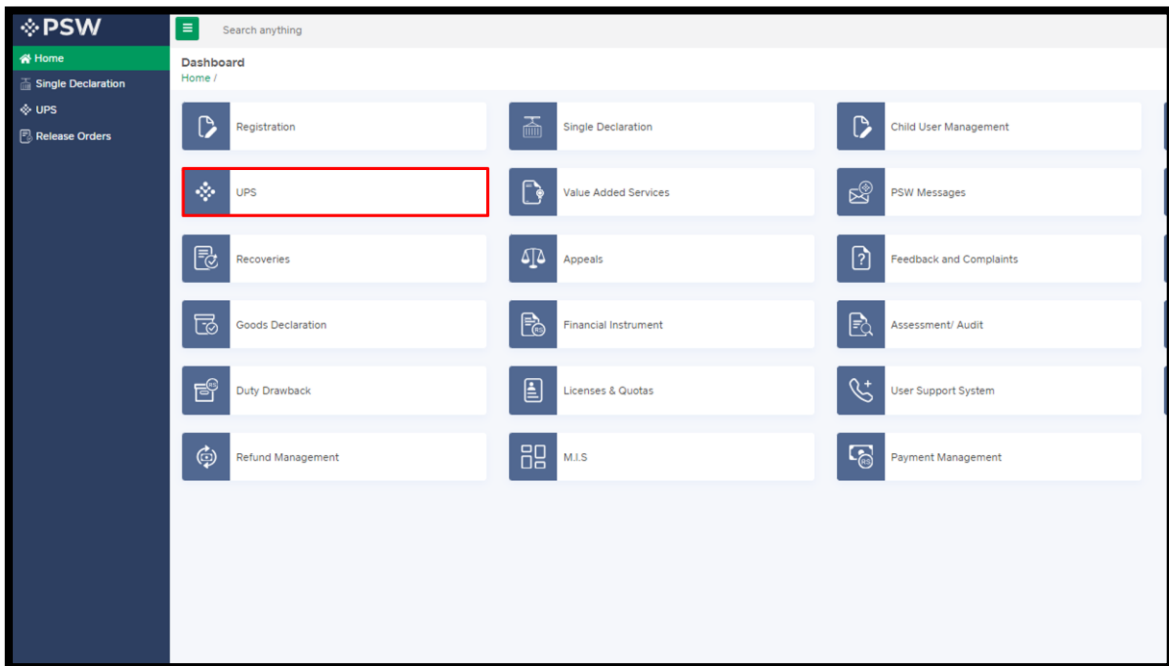 PSW
Search anything
Home
Dashboard
Home /
Single Declaration
UPS
Release Orders
Registration
Single Declaration
Child User Management
UPS
Value Added Services
PSW Messages
Recoveries
Appeals
Feedback and Complaints
Goods Declaration
Financial Instrument
Assessment/ Audit
Duty Drawback
Licenses & Quotas
User Support System
Refund Management
M.I.S
Payment Management